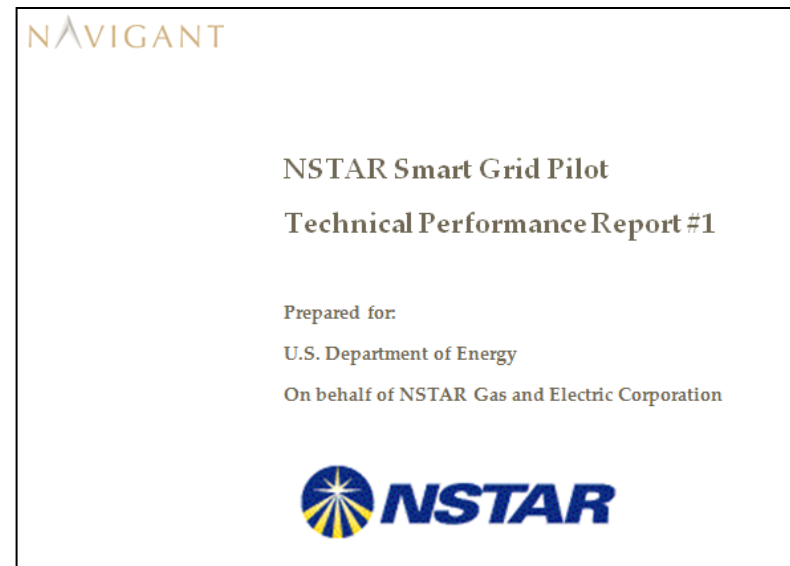 NAVIGANT
NSTAR Smart Grid Pilot
Technical Performance Report #1
Prepared for:
U.S. Department of Energy
On behalf of NSTAR Gas and Electric Corporation
NSTAR